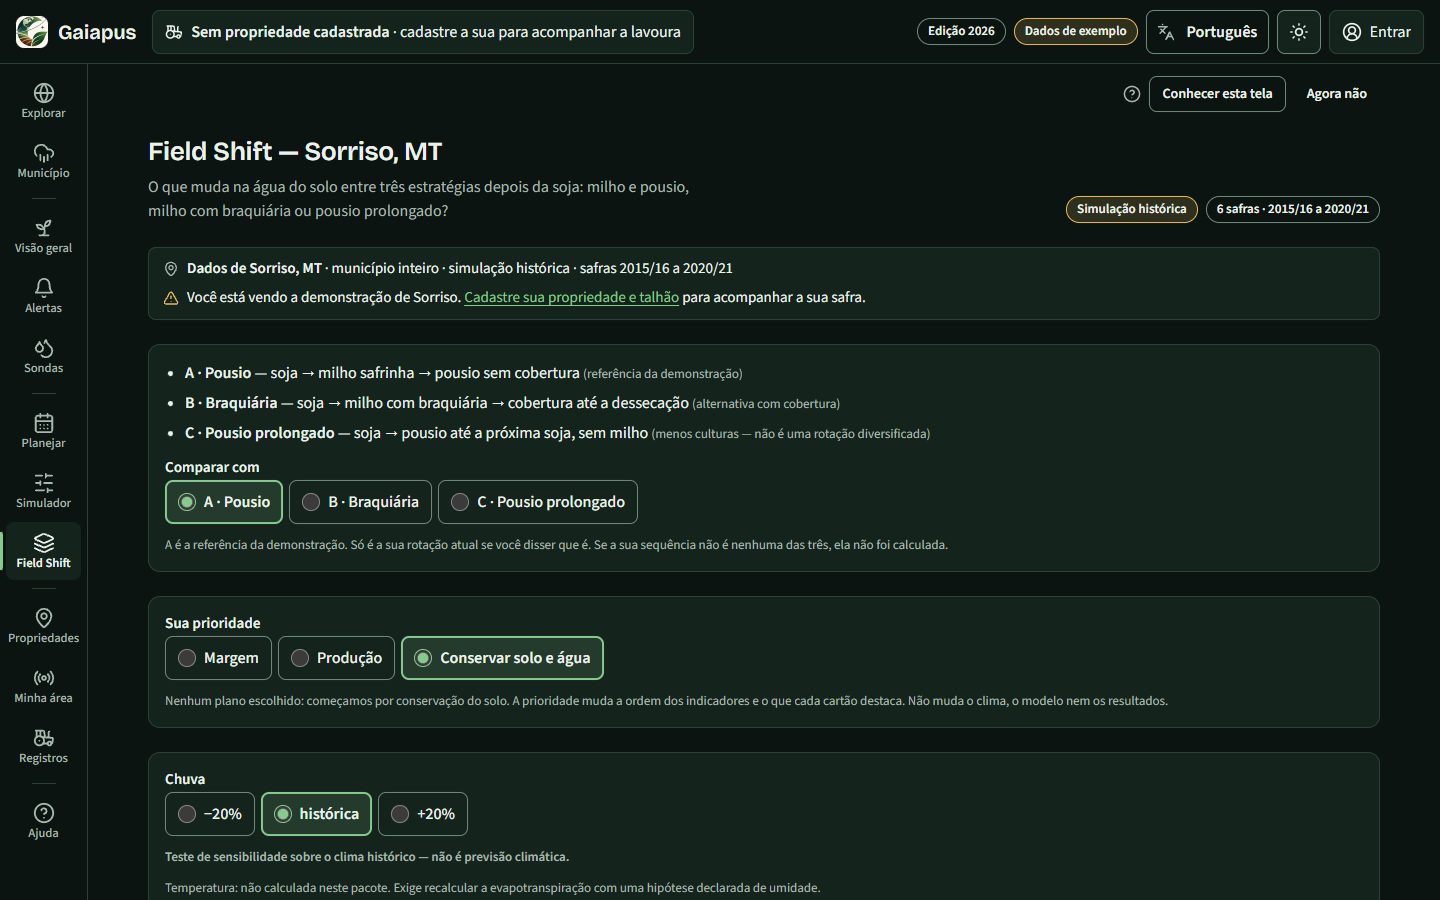 Gaiapus
Sem propriedade cadastrada · cadastre a sua para acompanhar a lavoura
Edição 2026
Dados de exemplo
Português
Entrar
Explorar
Município
Visão geral
Alertas
Sondas
Planejar
Simulador
Field Shift
Propriedades
Minha área
Registros
Ajuda
Conhecer esta tela
Agora não
Field Shift — Sorriso, MT
O que muda na água do solo entre três estratégias depois da soja: milho e pousio,
milho com braquiária ou pousio prolongado?
Simulação histórica
6 safras · 2015/16 a 2020/21
Dados de Sorriso, MT · município inteiro · simulação histórica · safras 2015/16 a 2020/21
Você está vendo a demonstração de Sorriso. Cadastre sua propriedade e talhão para acompanhar a sua safra.
• A · Pousio — soja → milho safrinha → pousio sem cobertura (referência da demonstração)
• B · Braquiária — soja → milho com braquiária → cobertura até a dessecação (alternativa com cobertura)
• C · Pousio prolongado — soja → pousio até a próxima soja, sem milho (menos culturas — não é uma rotação diversificada)
Comparar com
A · Pousio
B · Braquiária
C · Pousio prolongado
A é a referência da demonstração. Só é a sua rotação atual se você disser que é. Se a sua sequência não é nenhuma das três, ela não foi calculada.
Sua prioridade
Margem
Produção
Conservar solo e água
Nenhum plano escolhido: começamos por conservação do solo. A prioridade muda a ordem dos indicadores e o que cada cartão destaca. Não muda o clima, o modelo nem os resultados.
Chuva
−20%
histórica
+20%
Teste de sensibilidade sobre o clima histórico — não é previsão climática.
Temperatura: não calculada neste pacote. Exige recalcular a evapotranspiração com uma hipótese declarada de umidade.